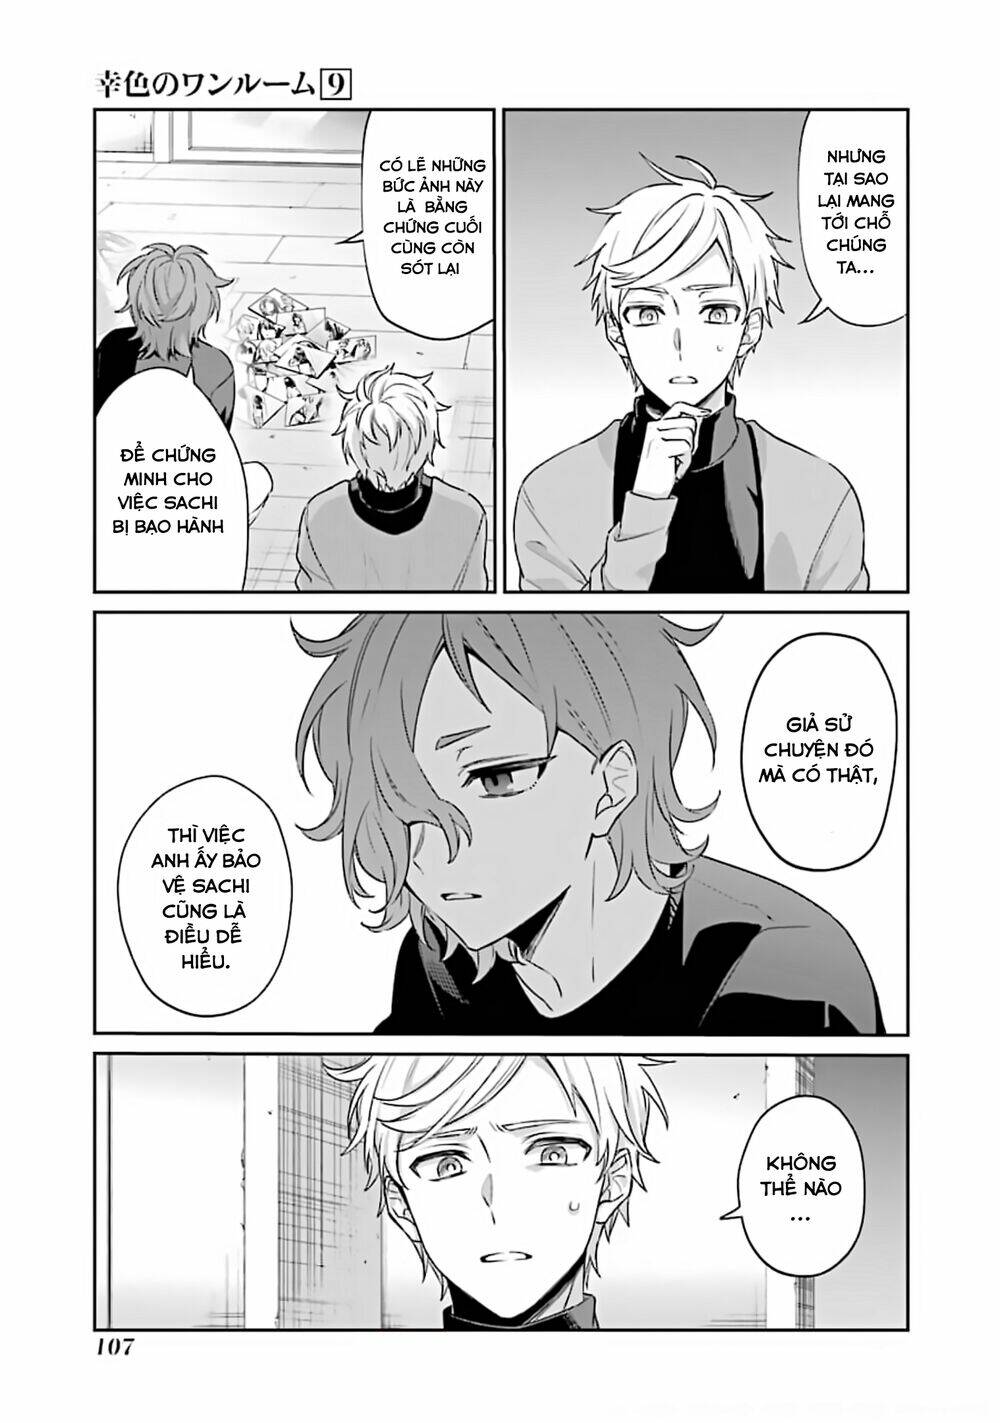 幸色のワンルーム 9
NHƯNG
TẠI SAO
LẠI MANG
TỚI CHỖ
CHÚNG
TA...
CÓ LẼ NHỮNG
BỨC ẢNH NÀY
LÀ BẰNG
CHỨNG CUỐI
CÙNG CÒN
SÓT LẠI
ĐỂ CHỨNG
MINH CHO
VIỆC SACHI
BỊ BẠO HÀNH
GIẢ SỬ
CHUYỆN ĐÓ
MÀ CÓ THẬT,
THÌ VIỆC
ANH ẤY BẢO
VỆ SACHI
CŨNG LÀ
ĐIỀU DỄ
HIỂU.
KHÔNG
THỂ NÀO
...
107